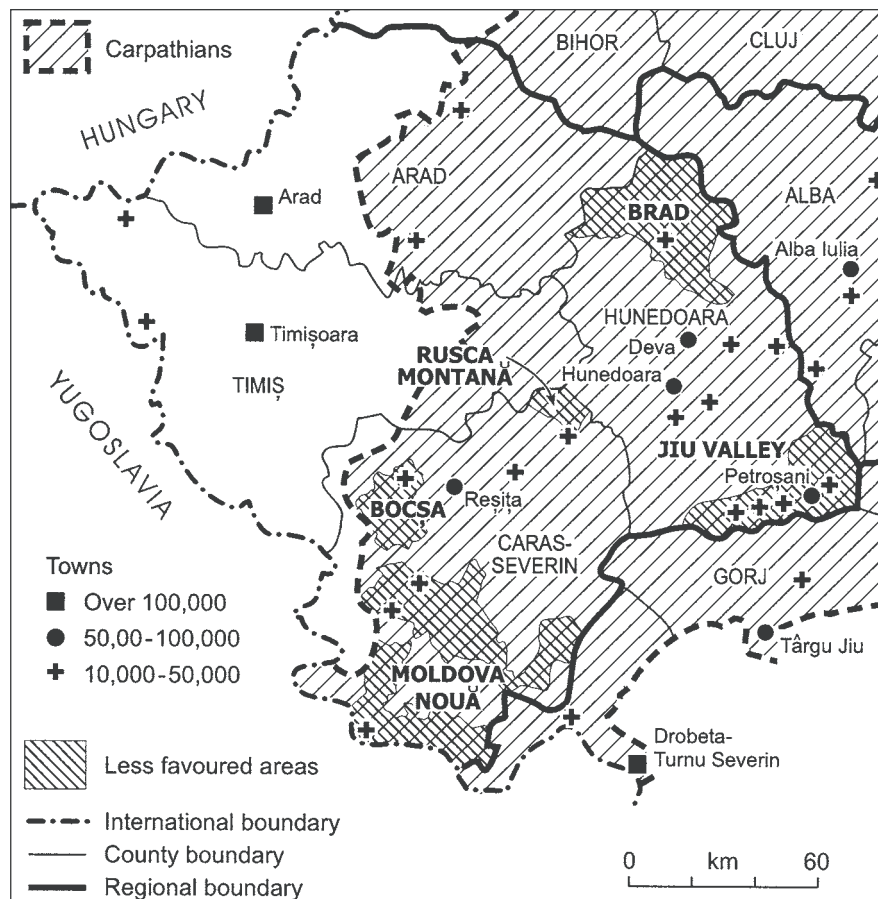 Carpathians
BIHOR
CLUJ
HUNGARY
Arad
ARAD
BRAD
ALBA
Alba Iulia
Timișoara
TIMIȘ
HUNEDOARA
Deva
RUSCA
MONTANĂ
Hunedoara
YUGOSLAVIA
JIU VALLEY
Petroșani
BOCȘA
Reșița
CARAS-
SEVERIN
GORJ
Târgu Jiu
MOLDOVA
NOUĂ
Drobeta-
Turnu Severin
Towns
Over 100,000
50,00-100,000
10,000-50,000
Less favoured areas
International boundary
County boundary
Regional boundary
0 km 60